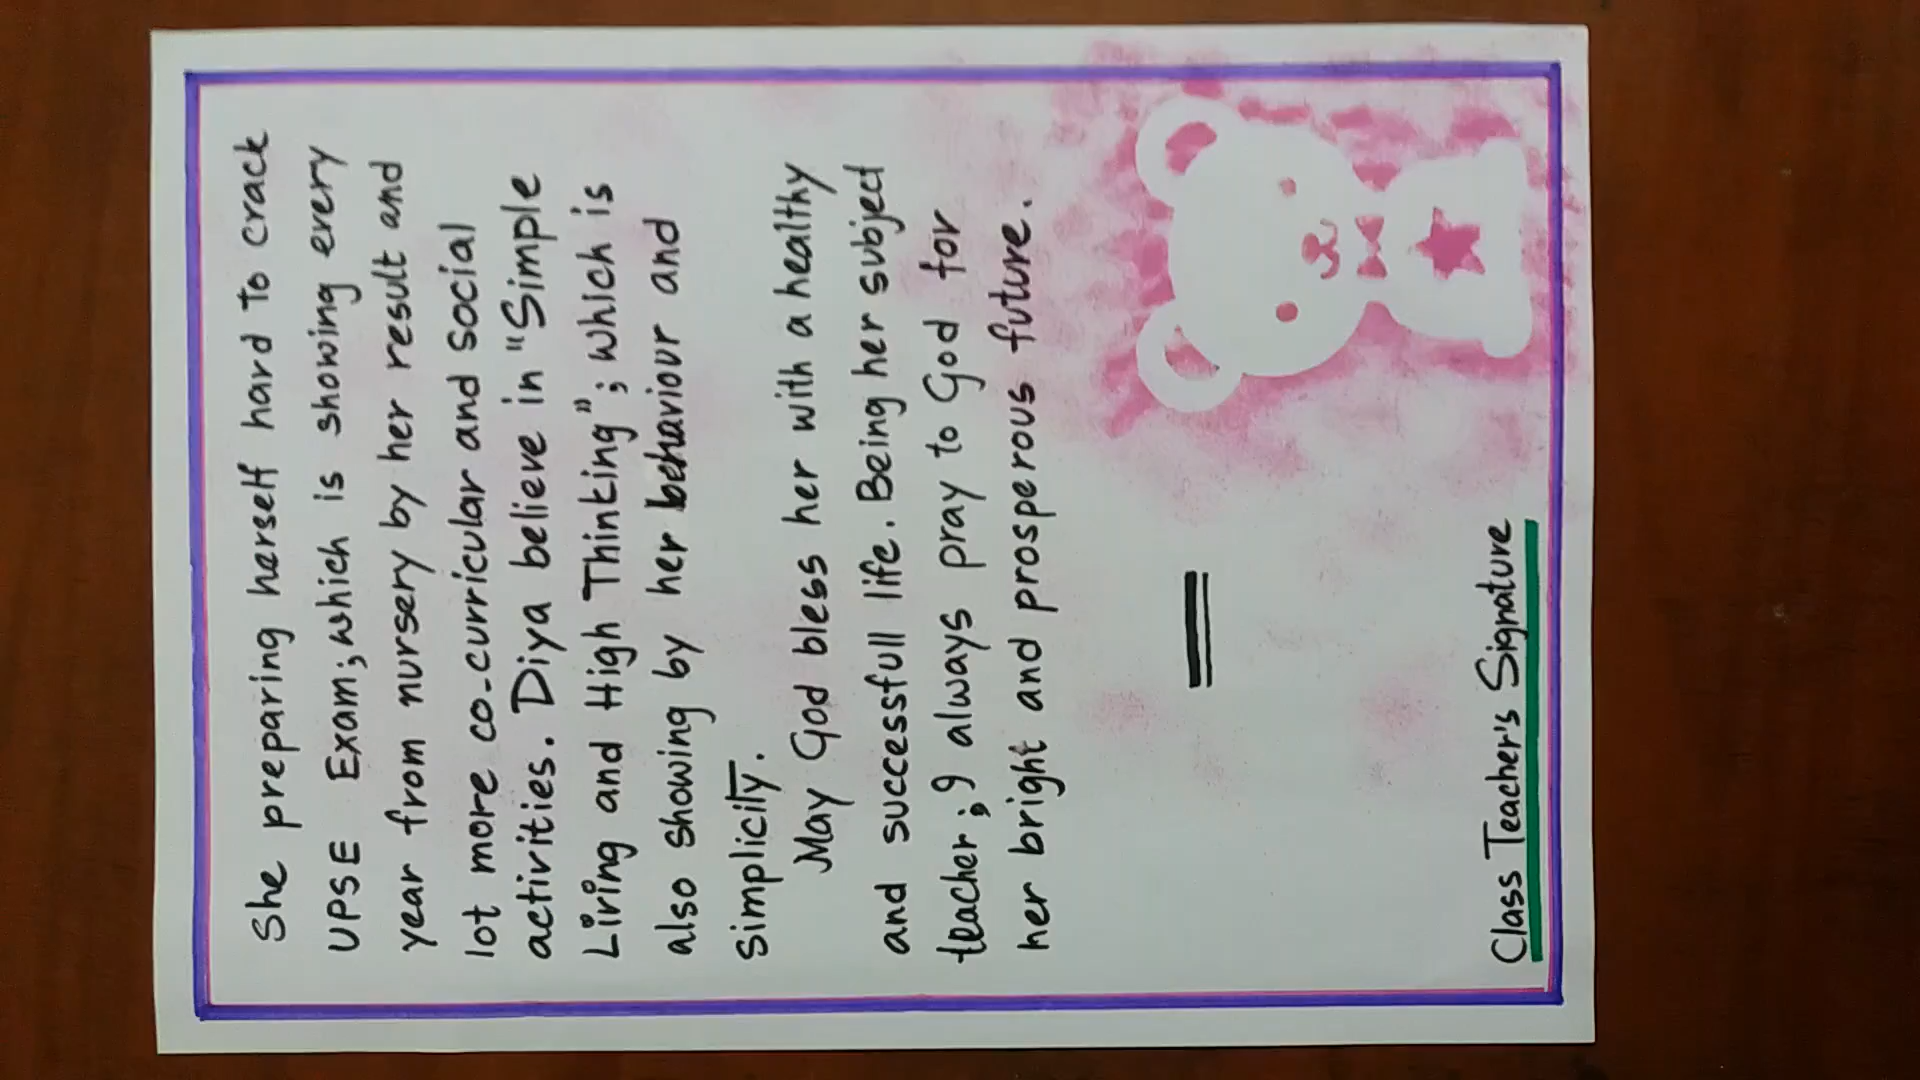 She preparing herself hard to crack
UPSE Exam; which is showing every
year from nursery by her result and
lot more co-curricular and social
activities. Diya believe in "Simple
Living and High Thinking"; which is
also showing by her behaviour and
simplicity.
May God bless her with a healthy
and successfull life. Being her subject
teacher; I always pray to God for
her bright and prosperous future.
Class Teacher's Signature